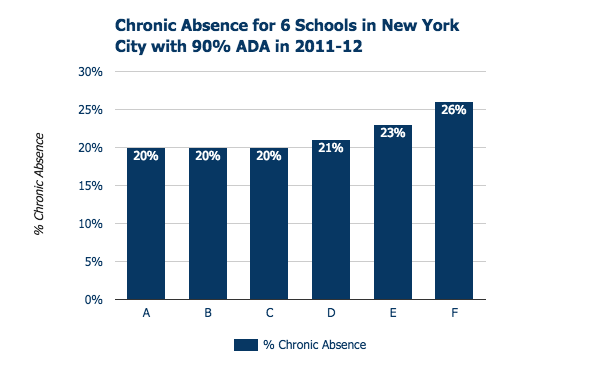 Chronic Absence for 6 Schools in New York
City with 90% ADA in 2011-12
30%
25%
20%
15%
10%
5%
0%
% Chronic Absence
20%
20%
20%
21%
23%
26%
A B C D E F
% Chronic Absence